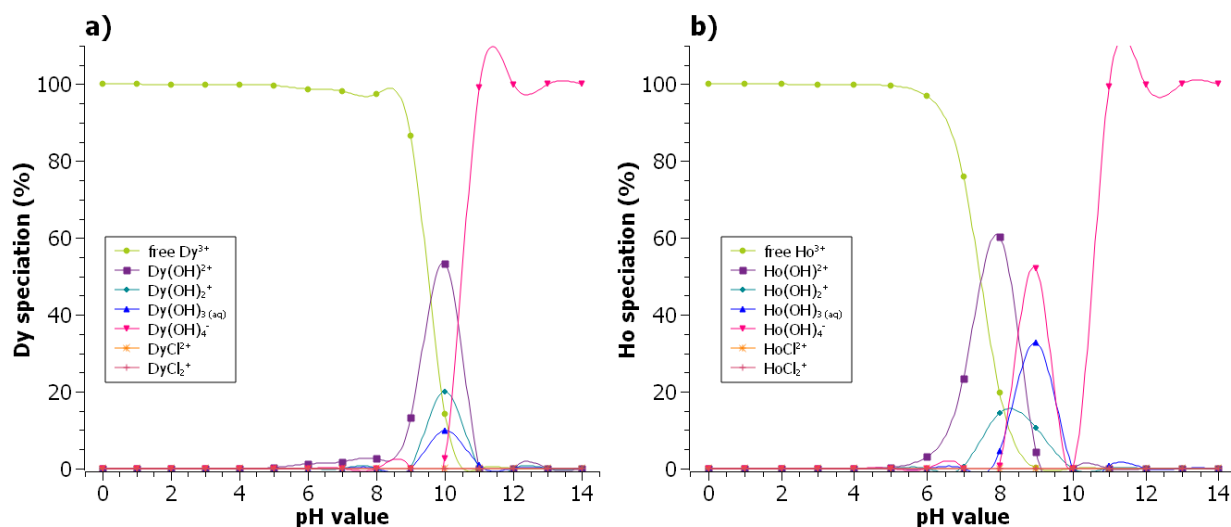 a)
Dy speciation (%)
100
80
60
40
20
0
free Dy³⁺
Dy(OH)²⁺
Dy(OH)₂⁺
Dy(OH)₃ ₍aq₎
Dy(OH)₄⁻
DyCl²⁺
DyCl₂⁺
0 2 4 6 8 10 12 14
pH value
b)
Ho speciation (%)
100
80
60
40
20
0
free Ho³⁺
Ho(OH)²⁺
Ho(OH)₂⁺
Ho(OH)₃ ₍aq₎
Ho(OH)₄⁻
HoCl²⁺
HoCl₂⁺
0 2 4 6 8 10 12 14
pH value